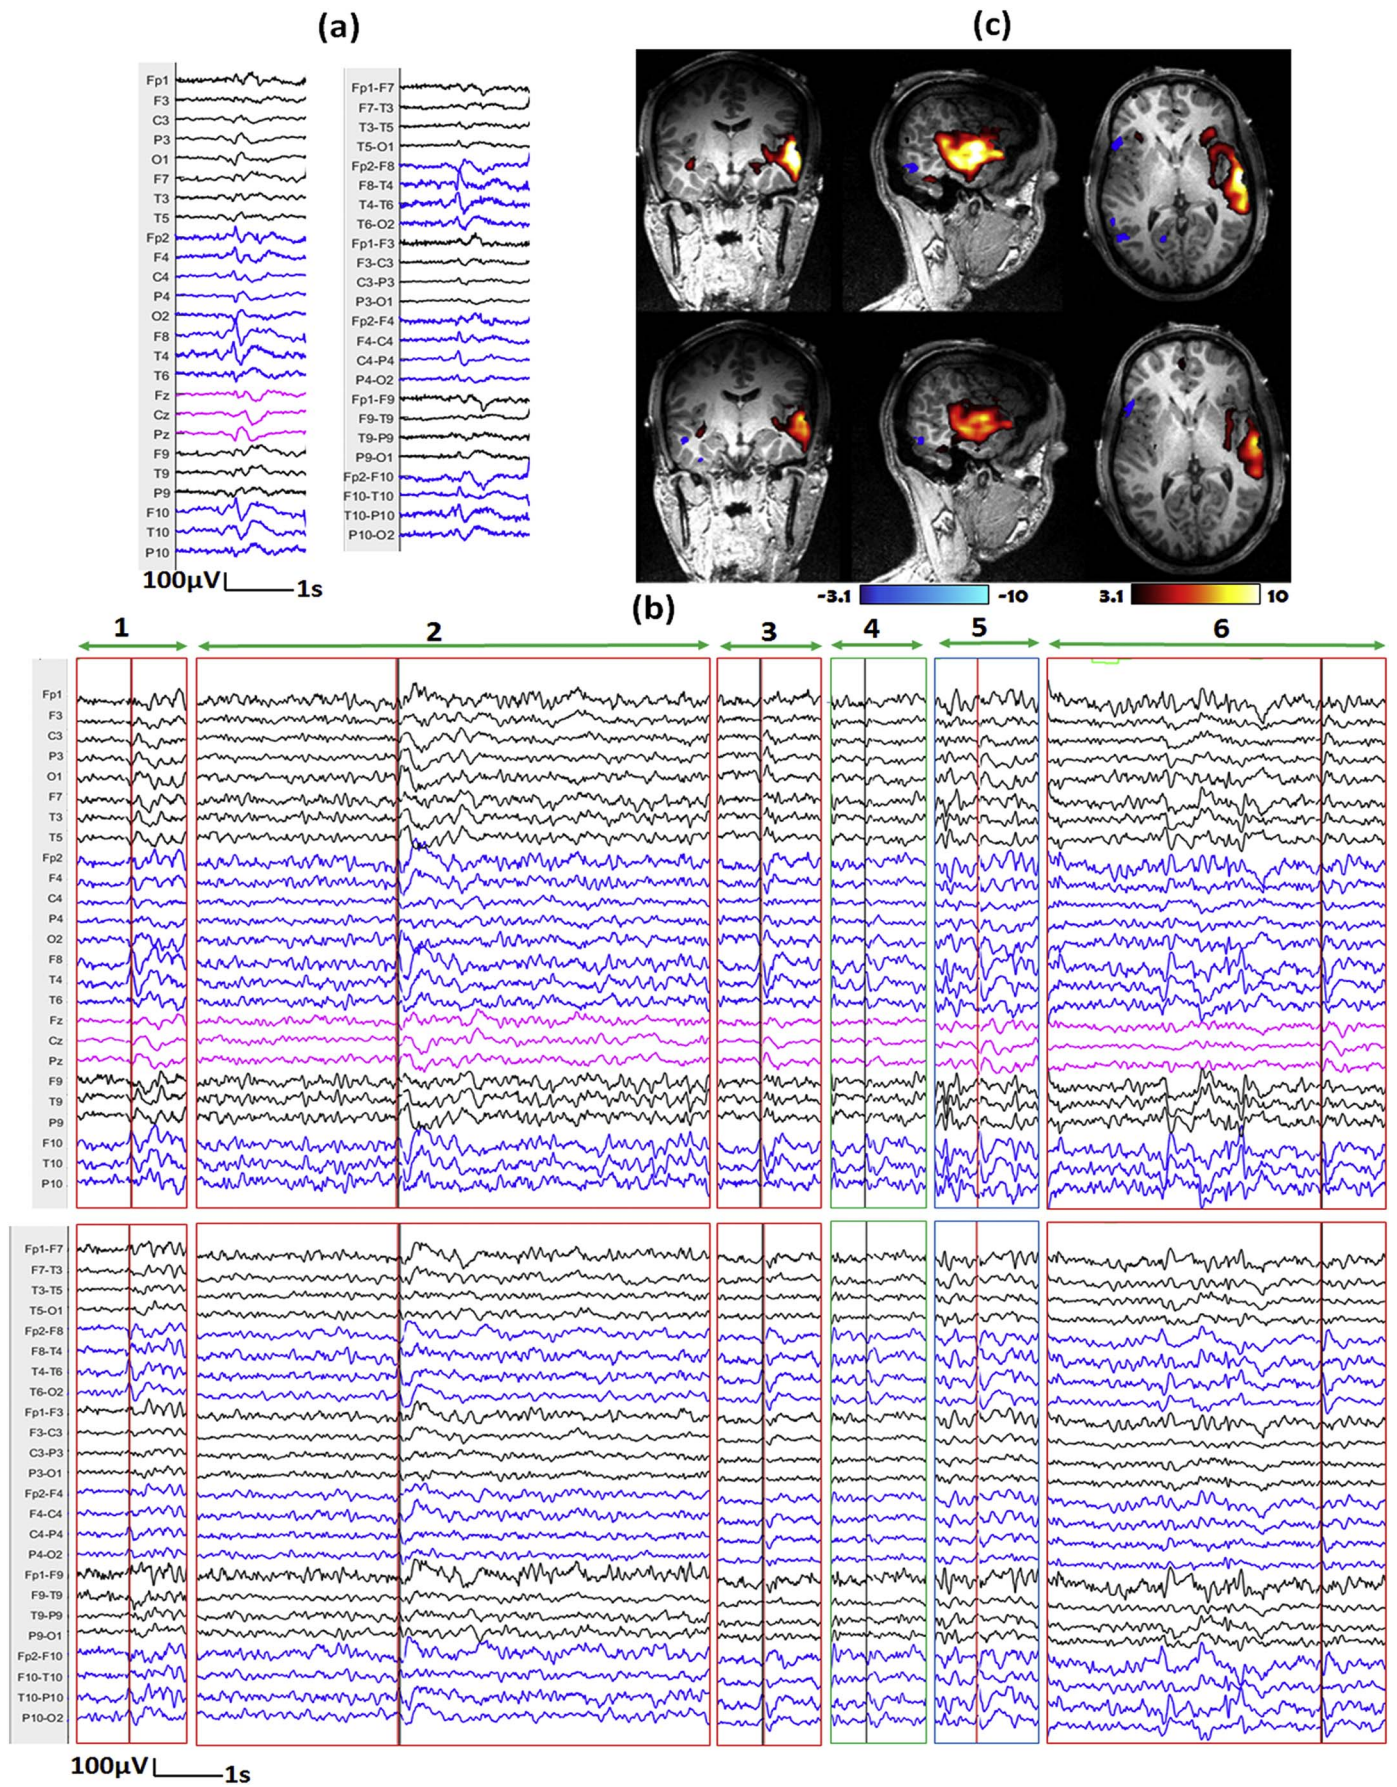 (a)
Fp1
F3
C3
P3
O1
F7
T3
T5
Fp2
F4
C4
P4
O2
F8
T4
T6
Fz
Cz
Pz
F9
T9
P9
F10
T10
P10
100μV 1s
Fp1-F7
F7-T3
T3-T5
T5-O1
Fp2-F8
F8-T4
T4-T6
T6-O2
Fp1-F3
F3-C3
C3-P3
P3-O1
Fp2-F4
F4-C4
C4-P4
P4-O2
Fp1-F9
F9-T9
T9-P9
P9-O1
Fp2-F10
F10-T10
T10-P10
P10-O2
(c)
-3.1 -10 3.1 10
(b)
1 2 3 4 5 6
Fp1
F3
C3
P3
O1
F7
T3
T5
Fp2
F4
C4
P4
O2
F8
T4
T6
Fz
Cz
Pz
F9
T9
P9
F10
T10
P10
Fp1-F7
F7-T3
T3-T5
T5-O1
Fp2-F8
F8-T4
T4-T6
T6-O2
Fp1-F3
F3-C3
C3-P3
P3-O1
Fp2-F4
F4-C4
C4-P4
P4-O2
Fp1-F9
F9-T9
T9-P9
P9-O1
Fp2-F10
F10-T10
T10-P10
P10-O2
100μV 1s